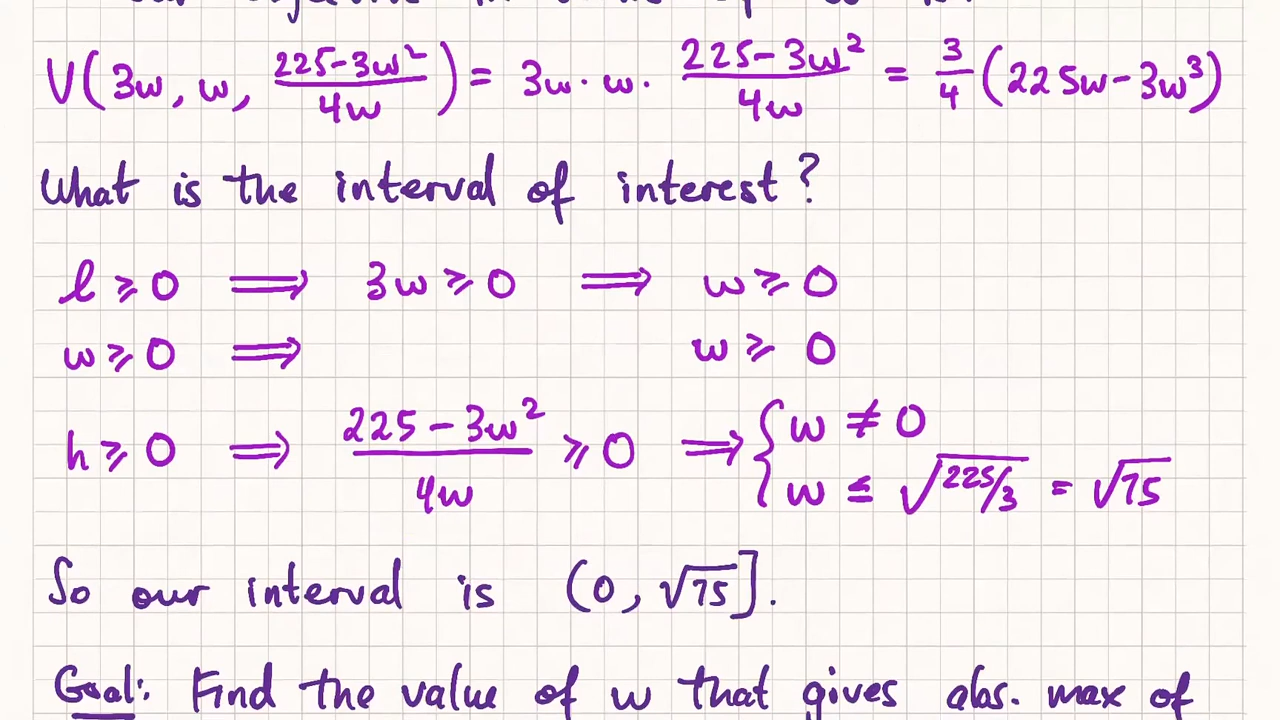 V(3w, w, (225-3w²)/(4w)) = 3w · w · (225-3w²)/(4w) = 3/4 (225w - 3w³)
What is the interval of interest?
l ⩾ 0 ⟹ 3w ⩾ 0 ⟹ w ⩾ 0
w ⩾ 0 ⟹ w ⩾ 0
h ⩾ 0 ⟹ (225-3w²)/(4w) ⩾ 0 ⟹ { w ≠ 0
w ≤ √(225/3) = √75
So our interval is (0, √75].
Goal: Find the value of w that gives abs. max of